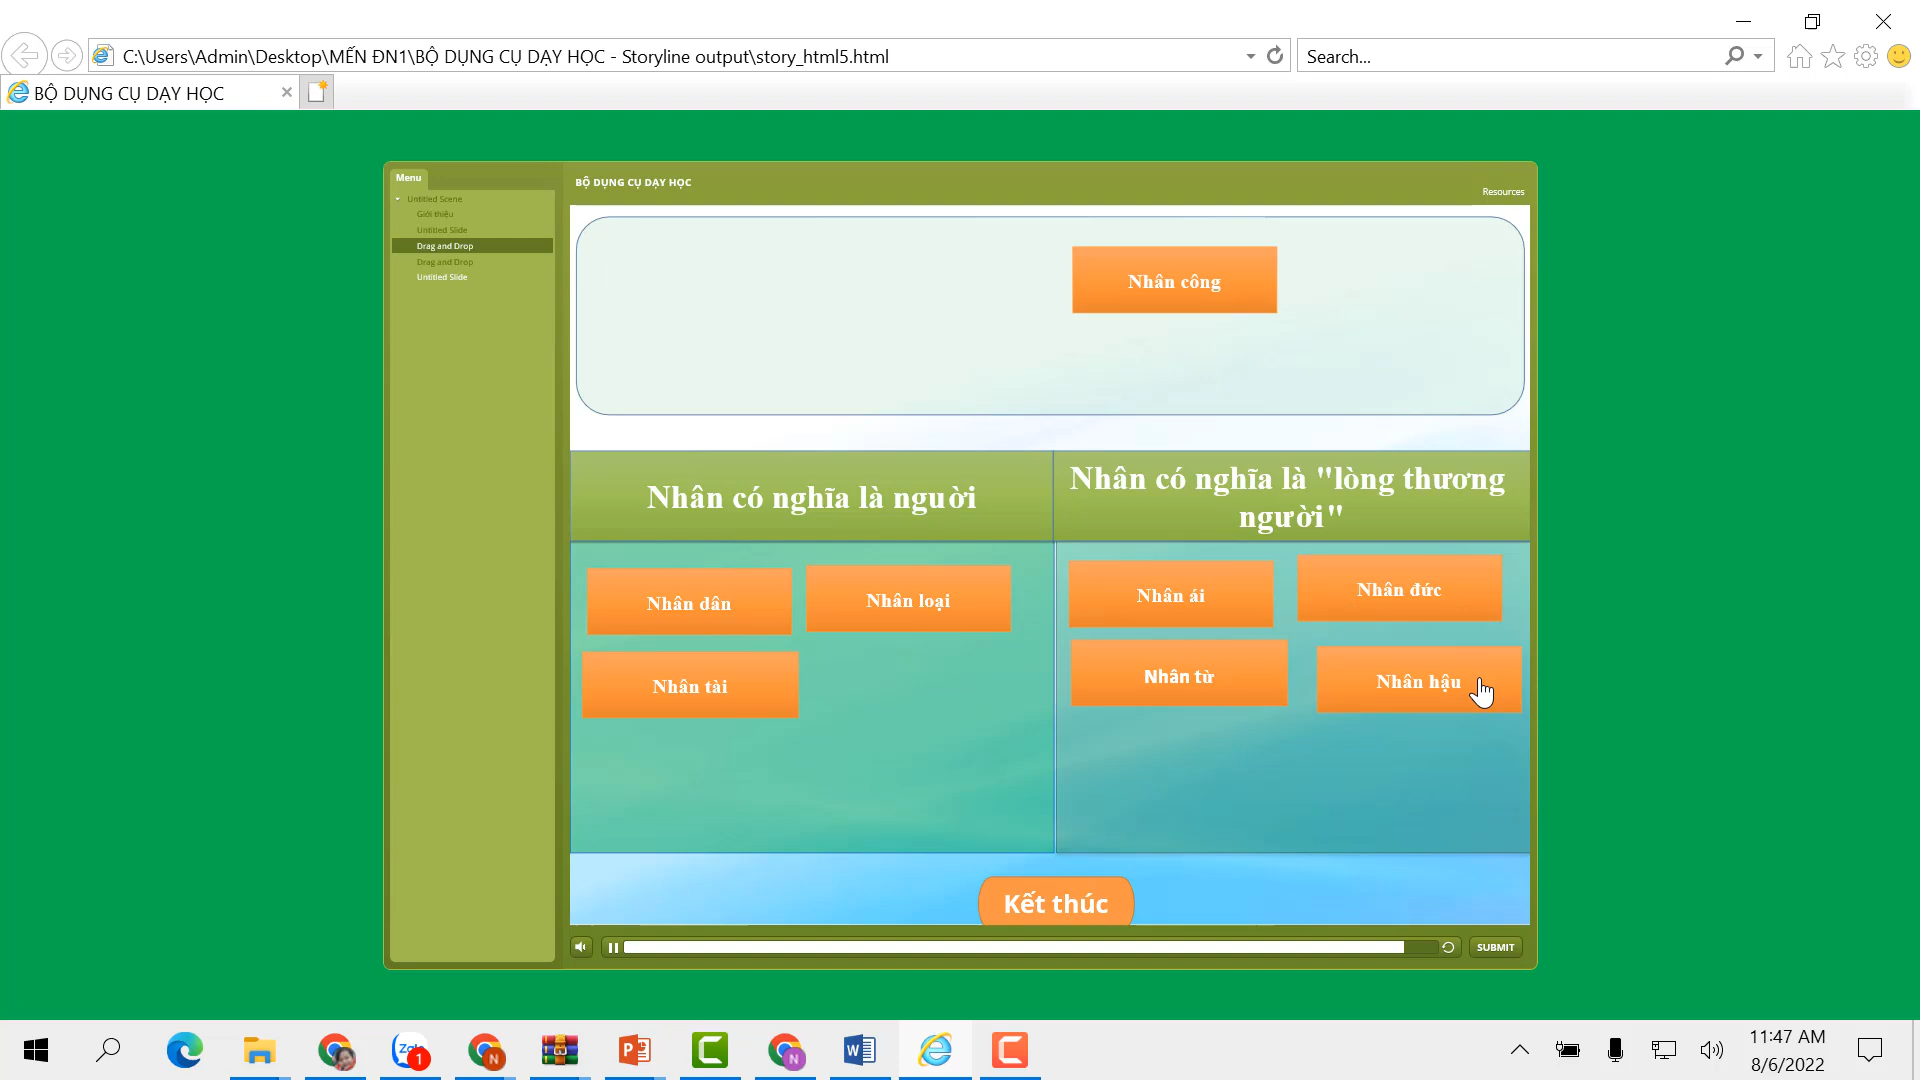 C:\Users\Admin\Desktop\MẾN ĐN1\BỘ DỤNG CỤ DẠY HỌC - Storyline output\story_html5.html
Search...
BỘ DỤNG CỤ DẠY HỌC
Menu
BỘ DỤNG CỤ DẠY HỌC
Resources
Untitled Scene
Giới thiệu
Untitled Slide
Drag and Drop
Drag and Drop
Untitled Slide
Nhân công
Nhân có nghĩa là người
Nhân có nghĩa là "lòng thương
người"
Nhân dân
Nhân loại
Nhân ái
Nhân đức
Nhân tài
Nhân từ
Nhân hậu
Kết thúc
SUBMIT
Zalo
1
N
P
W
N
11:47 AM
8/6/2022